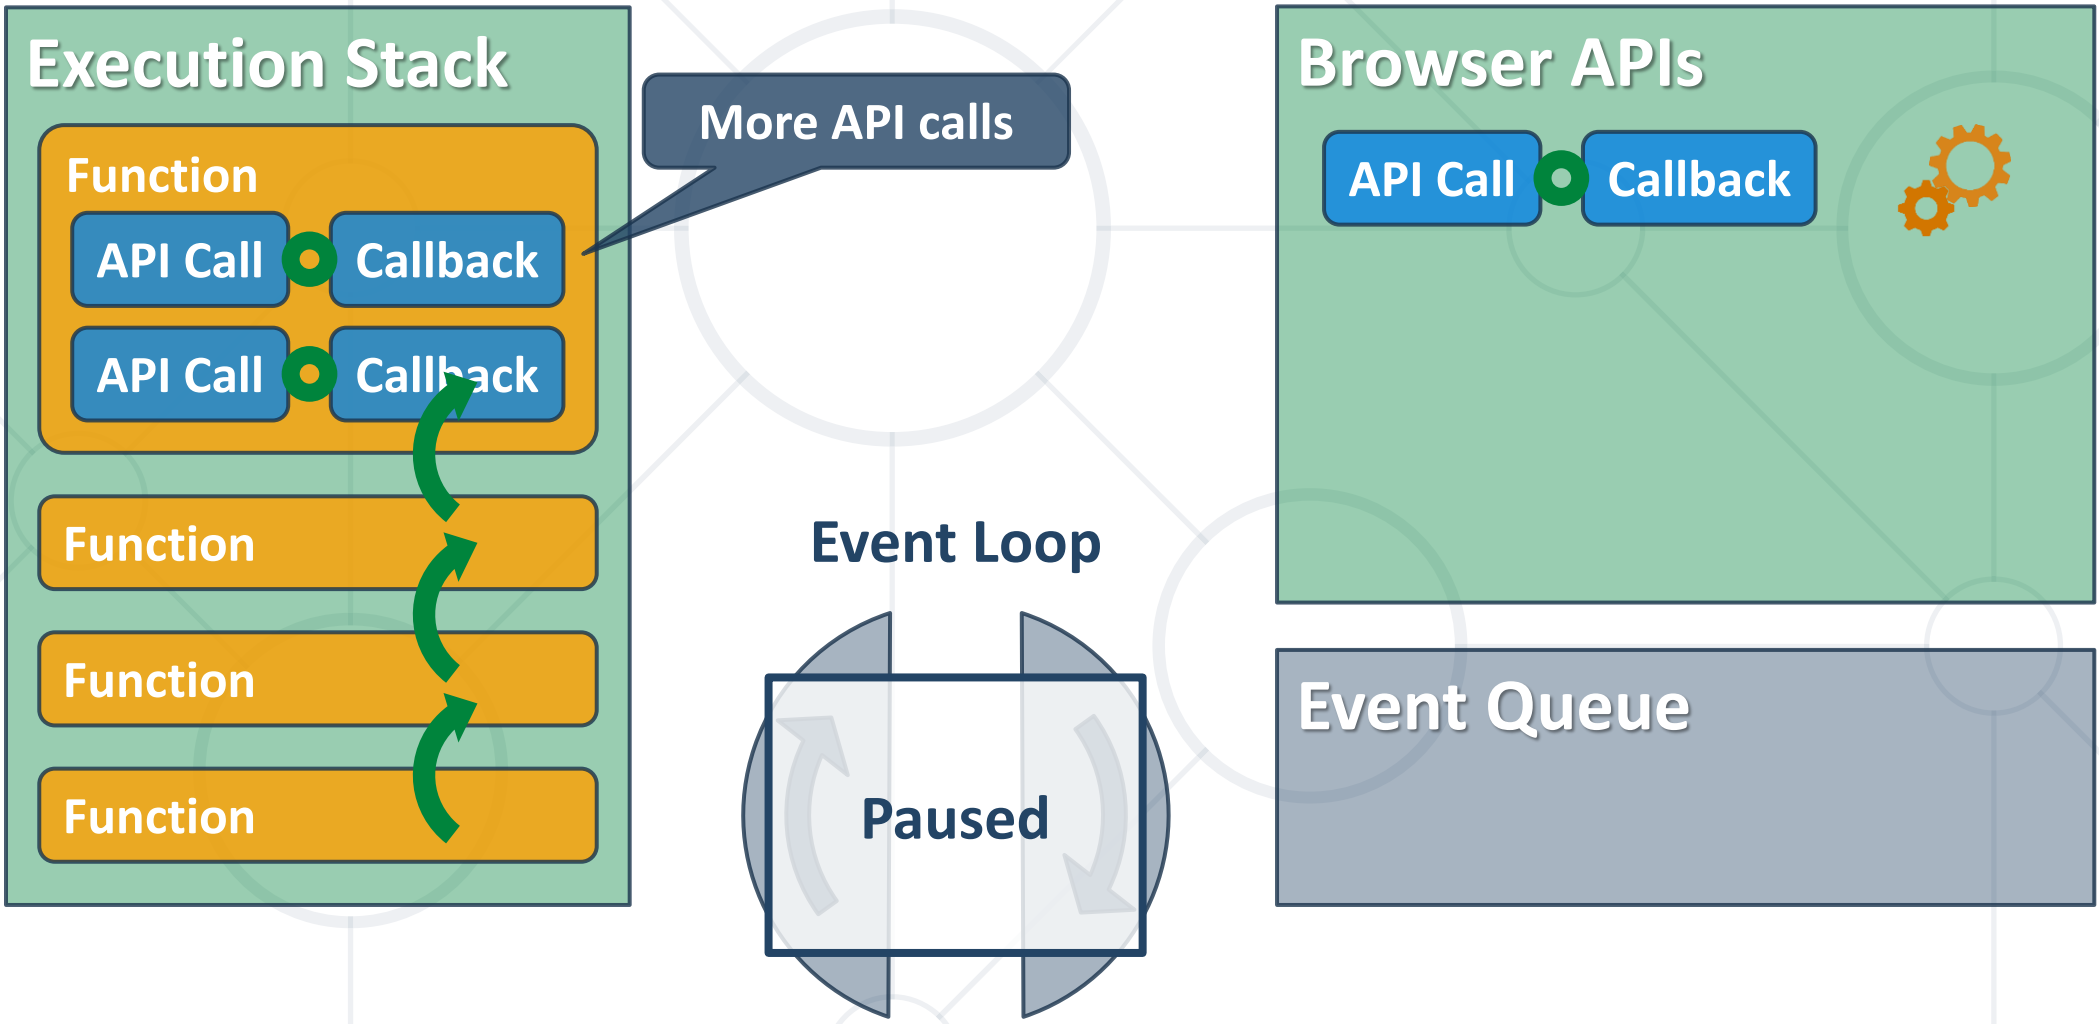 Execution Stack
Function
API Call
Callback
API Call
Callback
Function
Function
Function
More API calls
Event Loop
Paused
Browser APIs
API Call
Callback
Event Queue